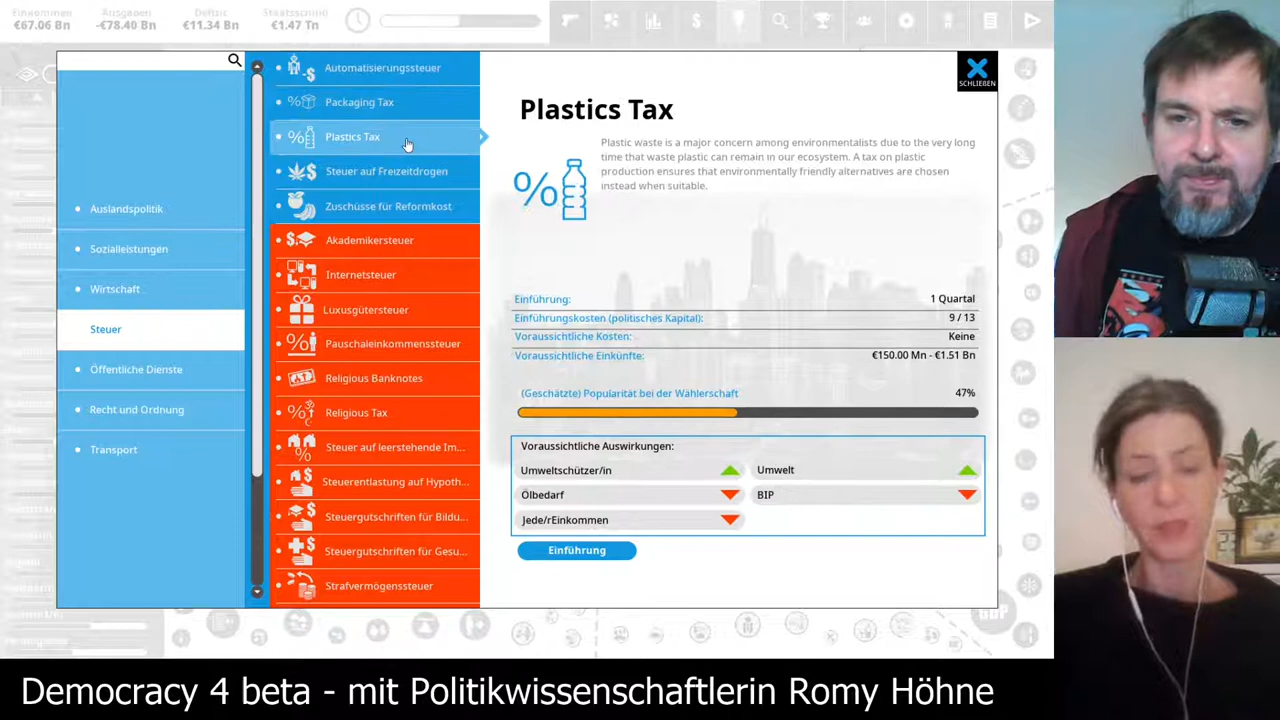 Einkommen
€67.06 Bn
Ausgaben
-€78.40 Bn
Defizit
€11.34 Bn
Staatsschuld
€1.47 Tn
Auslandspolitik
Sozialleistungen
Wirtschaft
Steuer
Öffentliche Dienste
Recht und Ordnung
Transport
Automatisierungssteuer
Packaging Tax
Plastics Tax
Steuer auf Freizeitdrogen
Zuschüsse für Reformkost
Akademikersteuer
Internetsteuer
Luxusgütersteuer
Pauschaleinkommenssteuer
Religious Banknotes
Religious Tax
Steuer auf leerstehende Im...
Steuerentlastung auf Hypoth...
Steuergutschriften für Bildu...
Steuergutschriften für Gesu...
Strafvermögenssteuer
SCHLIEßEN
Plastics Tax
Plastic waste is a major concern among environmentalists due to the very long
time that waste plastic can remain in our ecosystem. A tax on plastic
production ensures that environmentally friendly alternatives are chosen
instead when suitable.
Einführung: 1 Quartal
Einführungskosten (politisches Kapital): 9 / 13
Voraussichtliche Kosten: Keine
Voraussichtliche Einkünfte: €150.00 Mn - €1.51 Bn
(Geschätzte) Popularität bei der Wählerschaft 47%
Voraussichtliche Auswirkungen:
Umweltschützer/in Umwelt
Ölbedarf BIP
Jede/rEinkommen
Einführung
Democracy 4 beta - mit Politikwissenschaftlerin Romy Höhne